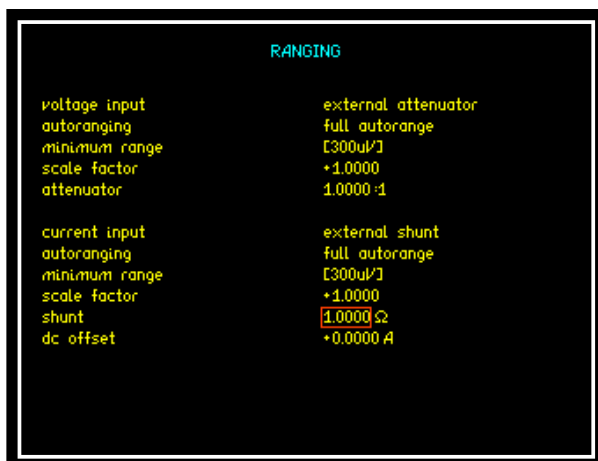 RANGING
voltage input external attenuator
autoranging full autorange
minimum range [300uV]
scale factor +1.0000
attenuator 1.0000 :1
current input external shunt
autoranging full autorange
minimum range [300uV]
scale factor +1.0000
shunt 1.0000 Ω
dc offset +0.0000 A